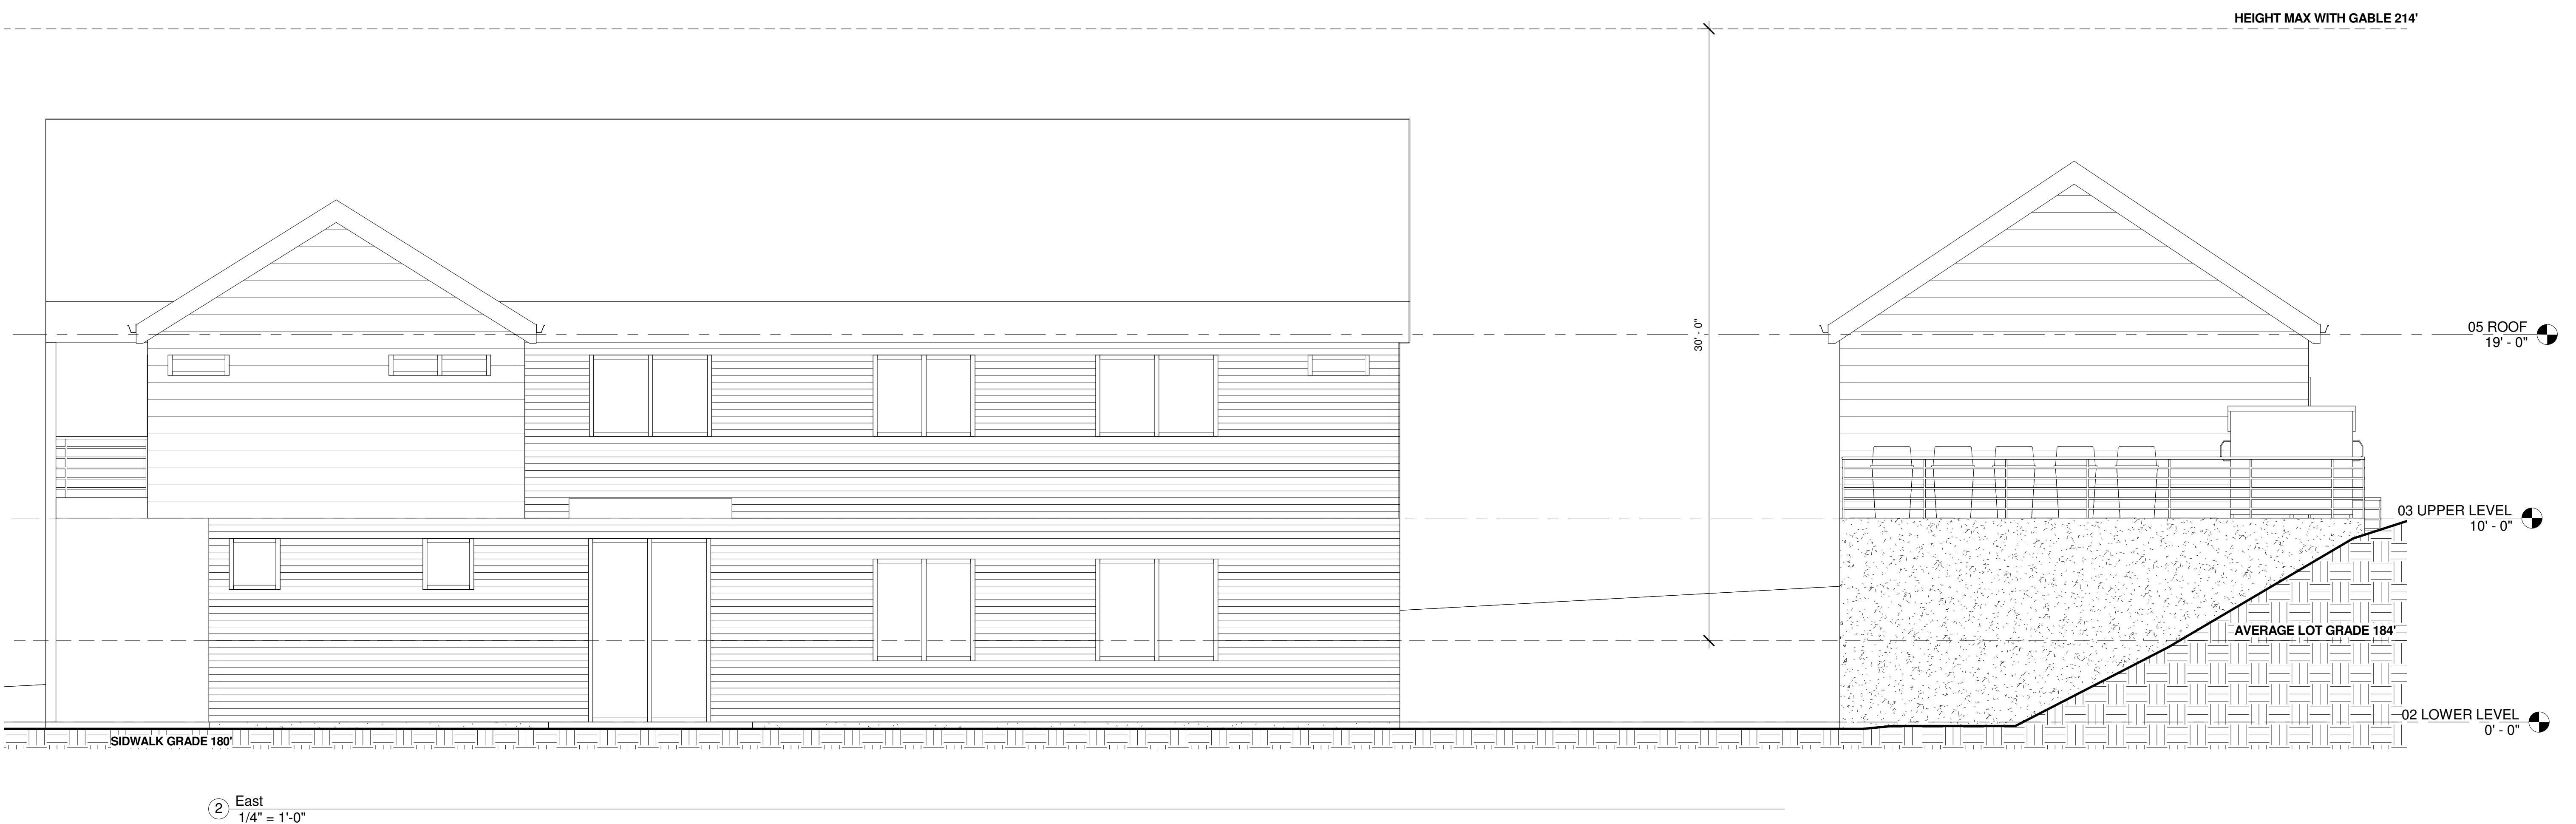 HEIGHT MAX WITH GABLE 214'
30' - 0"
05 ROOF
19' - 0"
03 UPPER LEVEL
10' - 0"
AVERAGE LOT GRADE 184'
02 LOWER LEVEL
0' - 0"
SIDWALK GRADE 180'
2
East
1/4" = 1'-0"